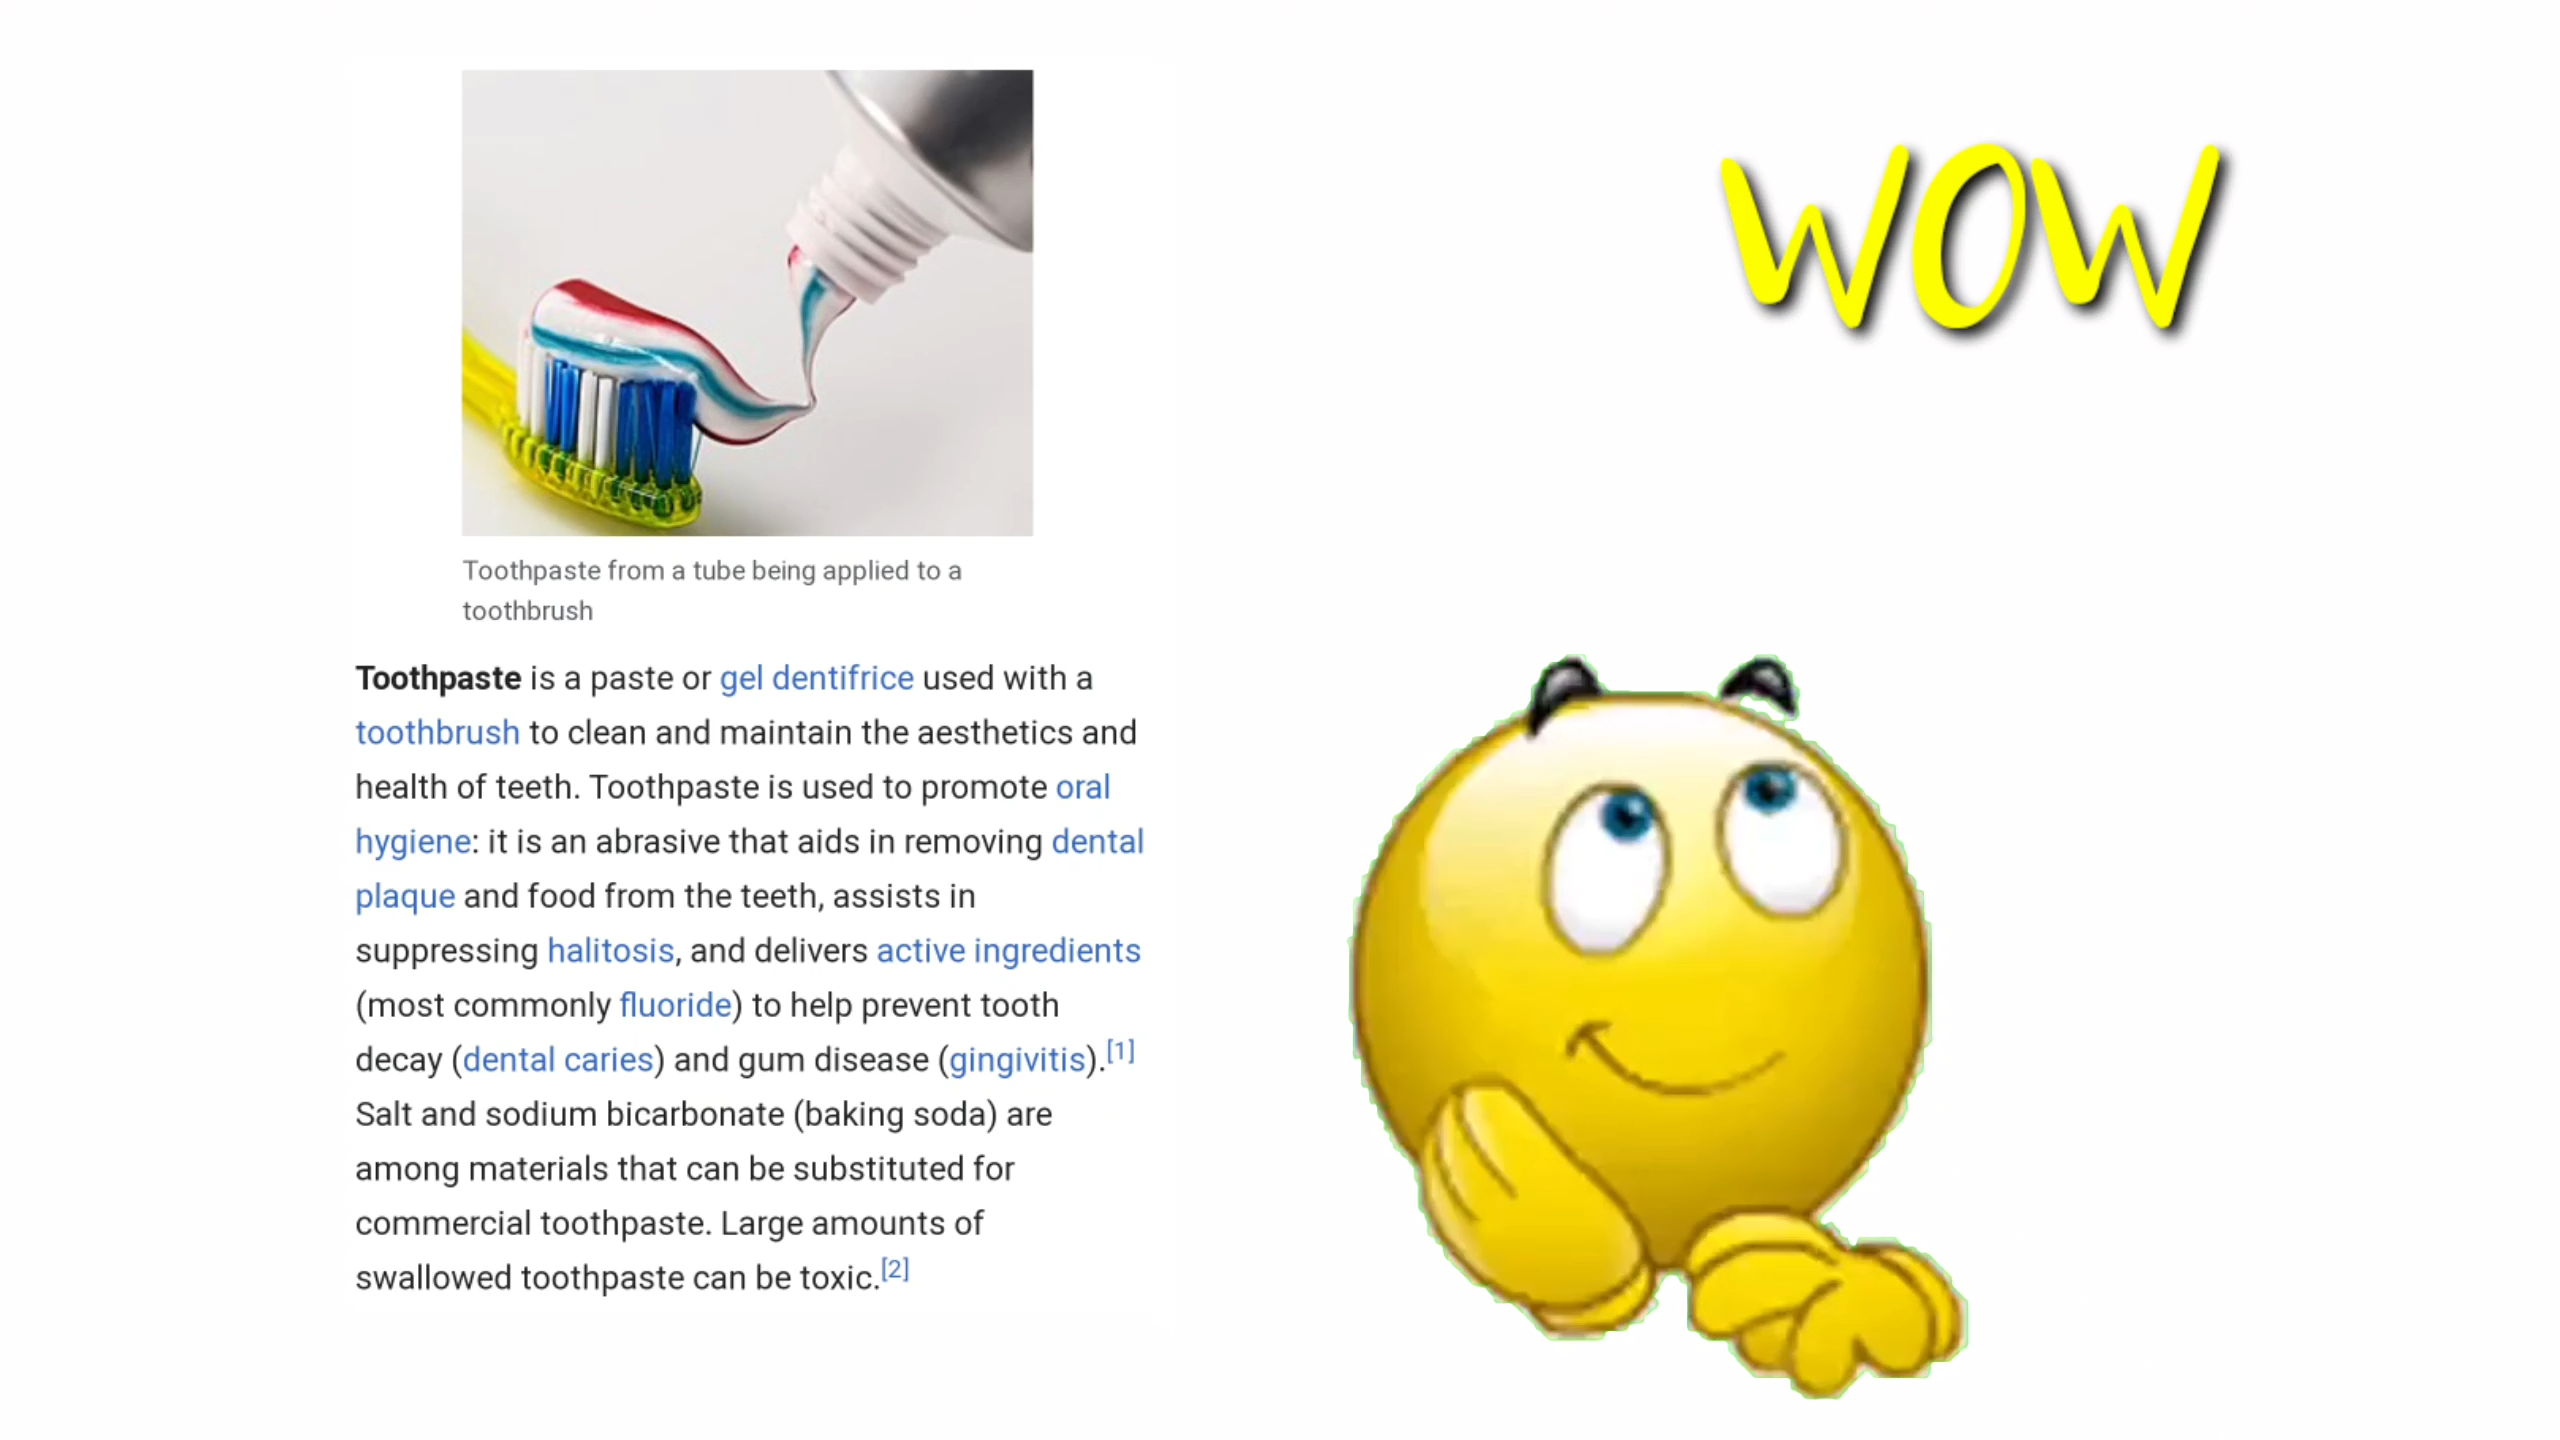 WOW
Toothpaste from a tube being applied to a
toothbrush
Toothpaste is a paste or gel dentifrice used with a
toothbrush to clean and maintain the aesthetics and
health of teeth. Toothpaste is used to promote oral
hygiene: it is an abrasive that aids in removing dental
plaque and food from the teeth, assists in
suppressing halitosis, and delivers active ingredients
(most commonly fluoride) to help prevent tooth
decay (dental caries) and gum disease (gingivitis).[1]
Salt and sodium bicarbonate (baking soda) are
among materials that can be substituted for
commercial toothpaste. Large amounts of
swallowed toothpaste can be toxic.[2]